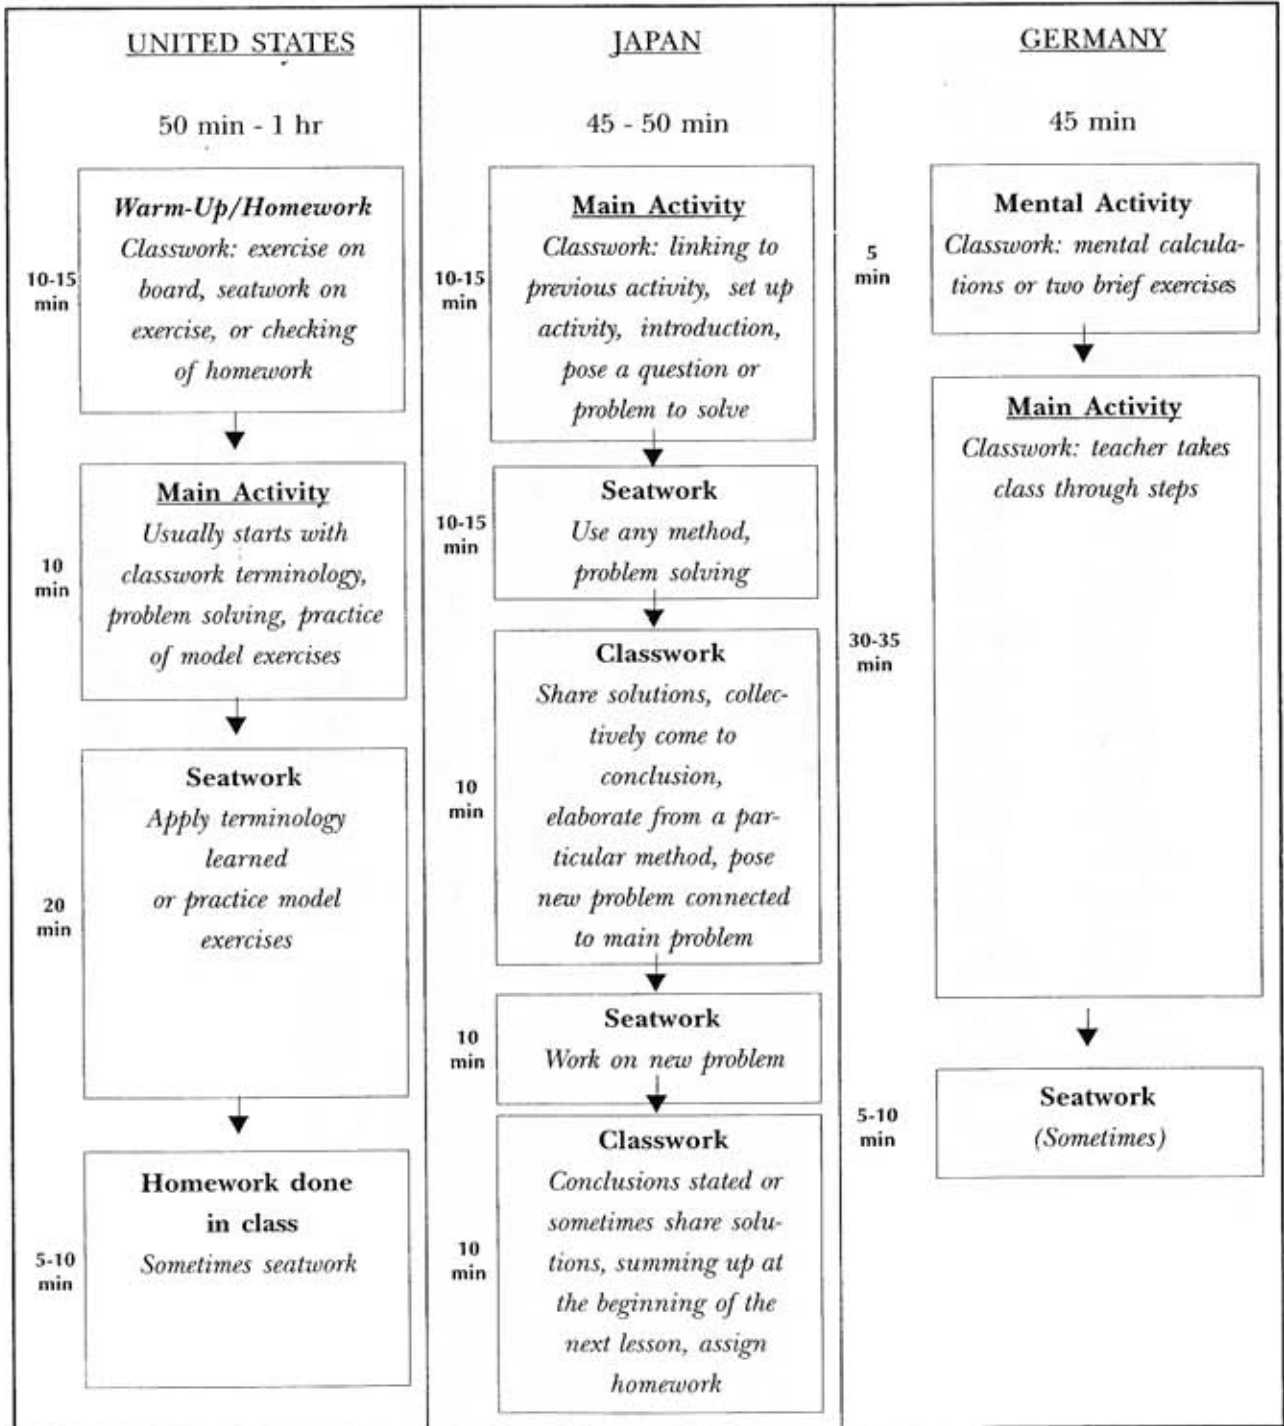 UNITED STATES
50 min - 1 hr
10-15
min
Warm-Up/Homework
Classwork: exercise on
board, seatwork on
exercise, or checking
of homework
10
min
Main Activity
Usually starts with
classwork terminology,
problem solving, practice
of model exercises
20
min
Seatwork
Apply terminology
learned
or practice model
exercises
5-10
min
Homework done
in class
Sometimes seatwork
JAPAN
45 - 50 min
10-15
min
Main Activity
Classwork: linking to
previous activity, set up
activity, introduction,
pose a question or
problem to solve
10-15
min
Seatwork
Use any method,
problem solving
10
min
Classwork
Share solutions, collec-
tively come to
conclusion,
elaborate from a par-
ticular method, pose
new problem connected
to main problem
10
min
Seatwork
Work on new problem
10
min
Classwork
Conclusions stated or
sometimes share solu-
tions, summing up at
the beginning of the
next lesson, assign
homework
GERMANY
45 min
5
min
Mental Activity
Classwork: mental calcula-
tions or two brief exercises
30-35
min
Main Activity
Classwork: teacher takes
class through steps
5-10
min
Seatwork
(Sometimes)